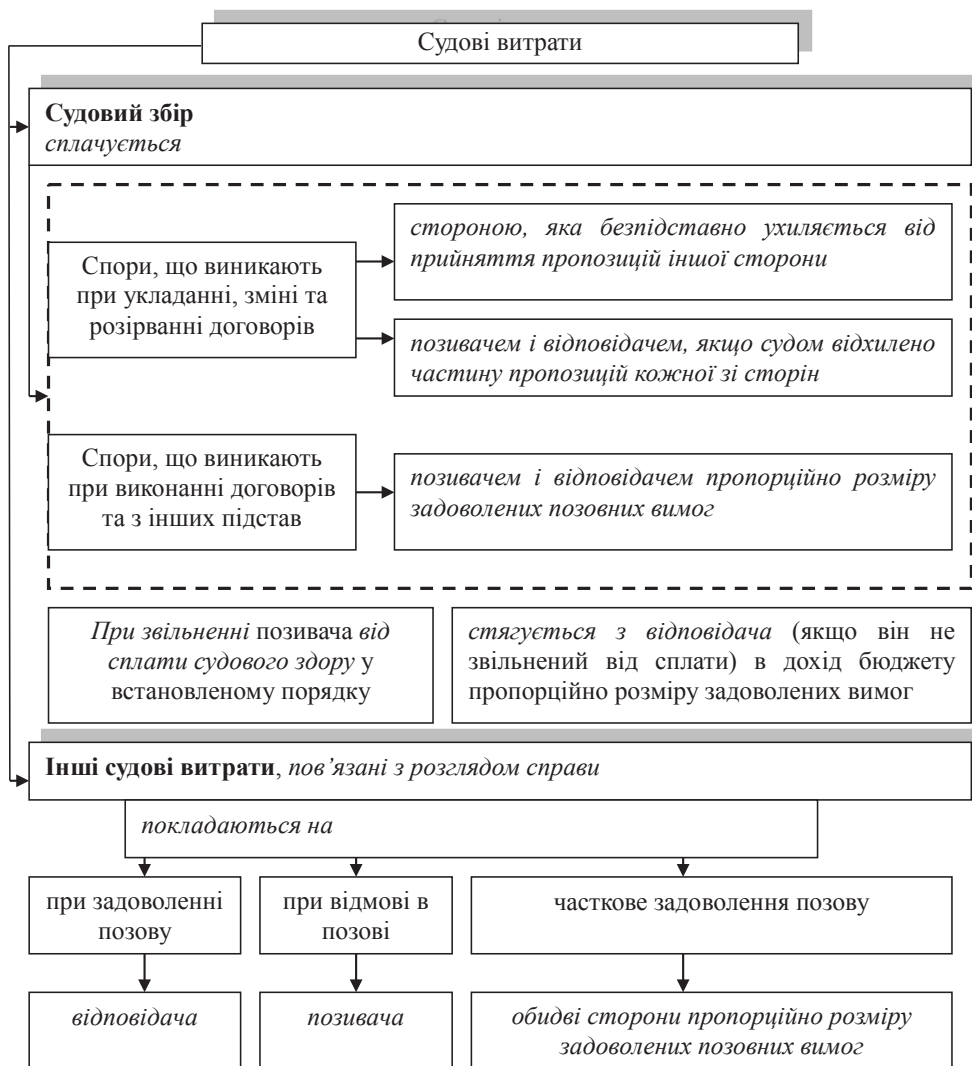 Судові витрати
Судовий збір
сплачується
Спори, що виникають
при укладанні, зміні та
розірванні договорів
стороною, яка безпідставно ухиляється від
прийняття пропозицій іншої сторони
позивачем і відповідачем, якщо судом відхилено
частину пропозицій кожної зі сторін
Спори, що виникають
при виконанні договорів
та з інших підстав
позивачем і відповідачем пропорційно розміру
задоволених позовних вимог
При звільненні позивача від
сплати судового здору у
встановленому порядку
стягується з відповідача (якщо він не
звільнений від сплати) в дохід бюджету
пропорційно розміру задоволених вимог
Інші судові витрати, пов’язані з розглядом справи
покладаються на
при задоволенні
позову
при відмові в
позові
часткове задоволення позову
відповідача
позивача
обидві сторони пропорційно розміру
задоволених позовних вимог